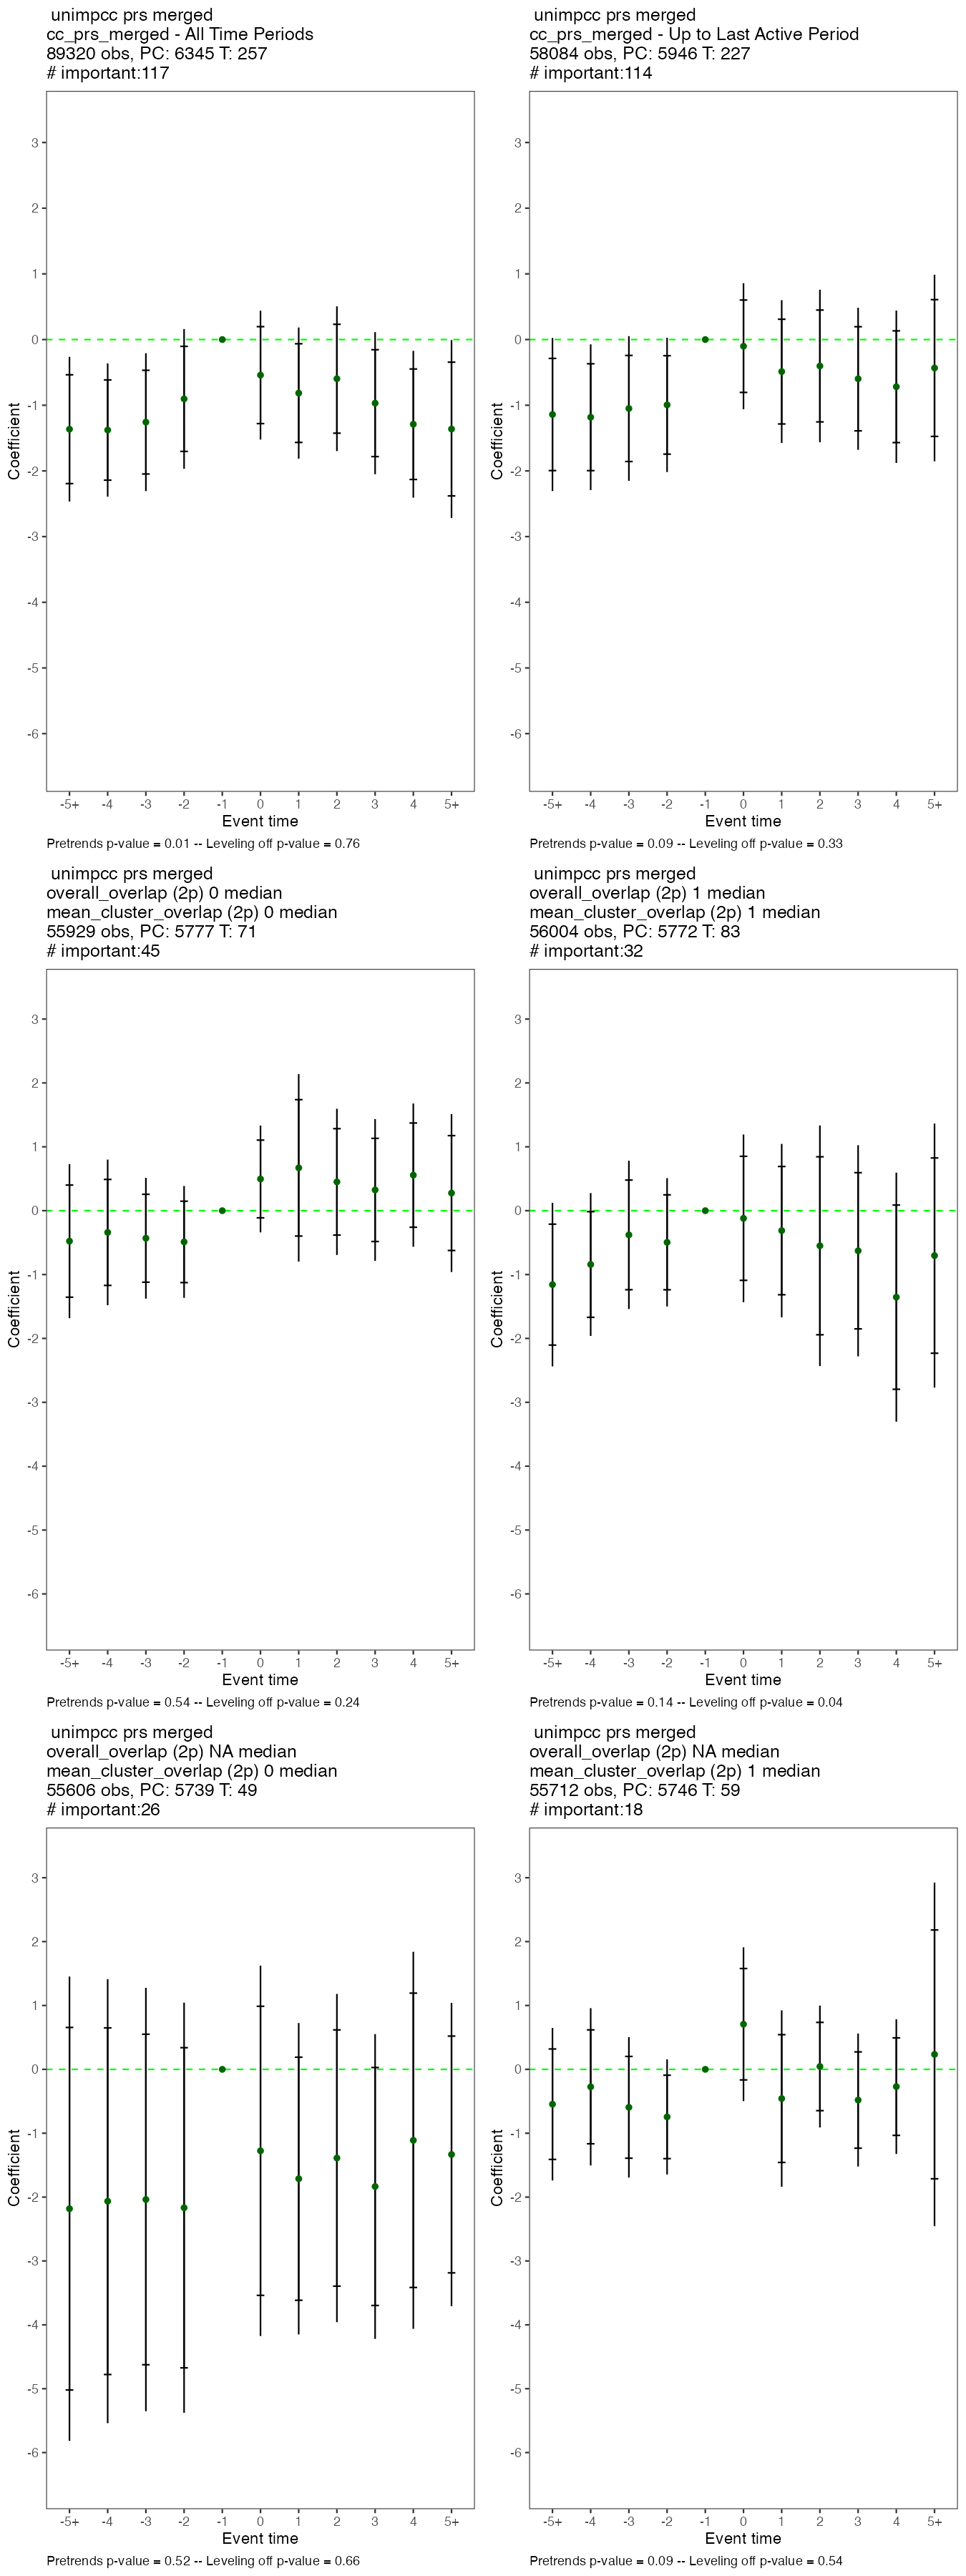 unimpcc prs merged
cc_prs_merged - All Time Periods
89320 obs, PC: 6345 T: 257
# important:117
3
2
1
0
-1
-2
-3
-4
-5
-6
Coefficient
-5+ -4 -3 -2 -1 0 1 2 3 4 5+
Event time
Pretrends p-value = 0.01 -- Leveling off p-value = 0.76
unimpcc prs merged
cc_prs_merged - Up to Last Active Period
58084 obs, PC: 5946 T: 227
# important:114
3
2
1
0
-1
-2
-3
-4
-5
-6
Coefficient
-5+ -4 -3 -2 -1 0 1 2 3 4 5+
Event time
Pretrends p-value = 0.09 -- Leveling off p-value = 0.33
unimpcc prs merged
overall_overlap (2p) 0 median
mean_cluster_overlap (2p) 0 median
55929 obs, PC: 5777 T: 71
# important:45
3
2
1
0
-1
-2
-3
-4
-5
-6
Coefficient
-5+ -4 -3 -2 -1 0 1 2 3 4 5+
Event time
Pretrends p-value = 0.54 -- Leveling off p-value = 0.24
unimpcc prs merged
overall_overlap (2p) 1 median
mean_cluster_overlap (2p) 1 median
56004 obs, PC: 5772 T: 83
# important:32
3
2
1
0
-1
-2
-3
-4
-5
-6
Coefficient
-5+ -4 -3 -2 -1 0 1 2 3 4 5+
Event time
Pretrends p-value = 0.14 -- Leveling off p-value = 0.04
unimpcc prs merged
overall_overlap (2p) NA median
mean_cluster_overlap (2p) 0 median
55606 obs, PC: 5739 T: 49
# important:26
3
2
1
0
-1
-2
-3
-4
-5
-6
Coefficient
-5+ -4 -3 -2 -1 0 1 2 3 4 5+
Event time
Pretrends p-value = 0.52 -- Leveling off p-value = 0.66
unimpcc prs merged
overall_overlap (2p) NA median
mean_cluster_overlap (2p) 1 median
55712 obs, PC: 5746 T: 59
# important:18
3
2
1
0
-1
-2
-3
-4
-5
-6
Coefficient
-5+ -4 -3 -2 -1 0 1 2 3 4 5+
Event time
Pretrends p-value = 0.09 -- Leveling off p-value = 0.54